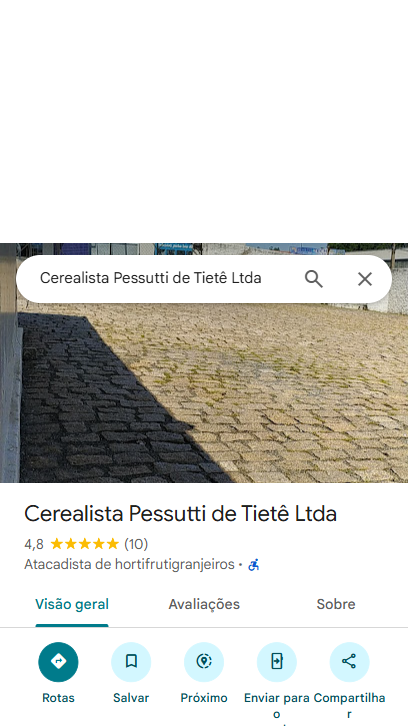 Cerealista Pessutti de Tietê Ltda
Cerealista Pessutti de Tietê Ltda
4,8 (10)
Atacadista de hortifrutigranjeiros ·
Visão geral Avaliações Sobre
Rotas Salvar Próximo Enviar para o Compartilhar